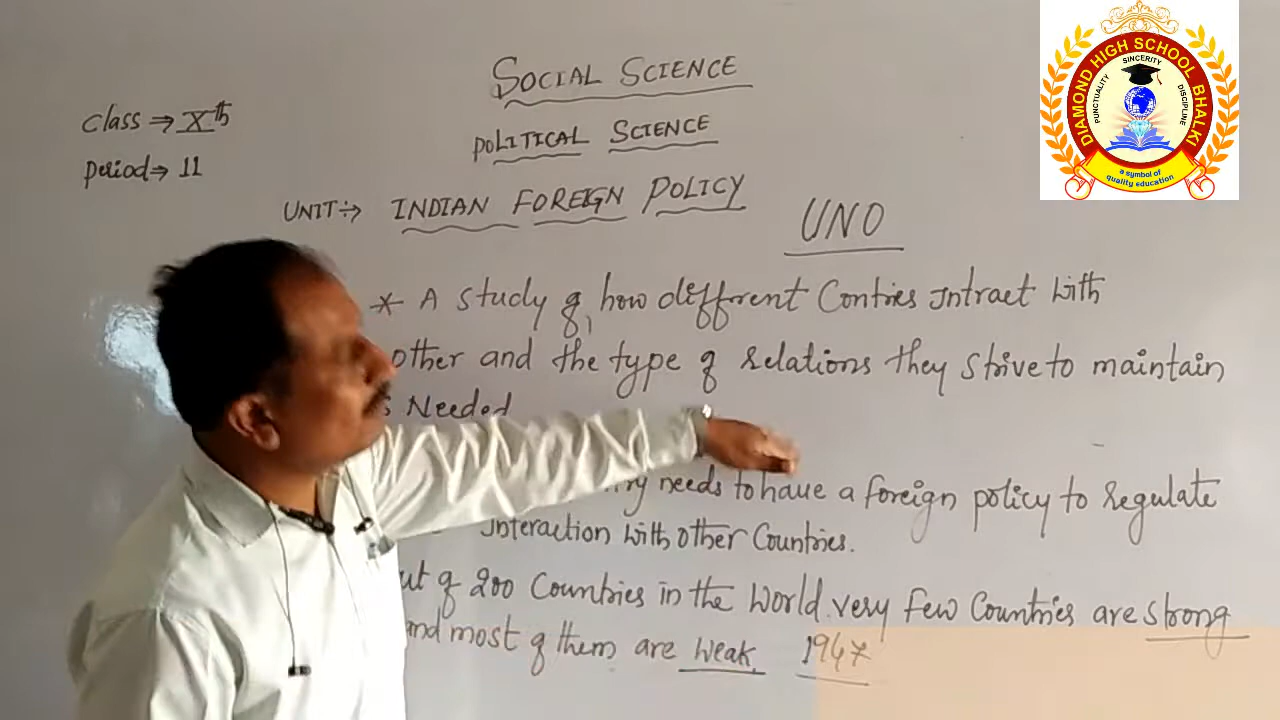 SOCIAL SCIENCE
Class → Xth
POLITICAL SCIENCE
Period → 11
UNIT ÷→ INDIAN FOREIGN POLICY
UNO
* A study of how different Contries Intract with
other and the type of relations they strive to maintain
Needed
needs to have a foreign policy to regulate
Interaction with other Countries.
of 200 Countries in the World. very few Countries are strong
and most of them are weak. 1947
DIAMOND HIGH SCHOOL BHALKI
PUNCTUALITY
SINCERITY
DISCIPLINE
a symbol of
quality education